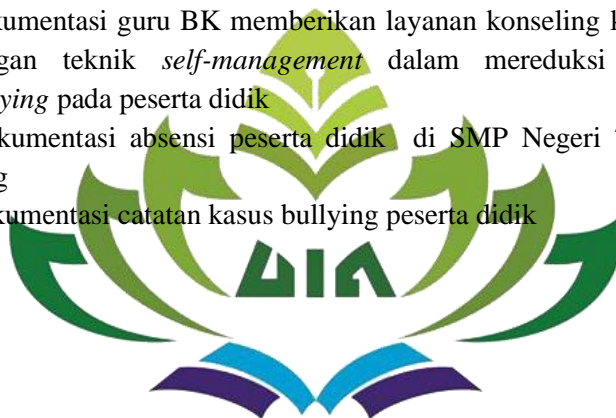 kumentasi guru BK memberikan layanan konseling
gan teknik self-management dalam mereduksi
ying pada peserta didik
kumentasi absensi peserta didik di SMP Negeri
g
kumentasi catatan kasus bullying peserta didik
UIN